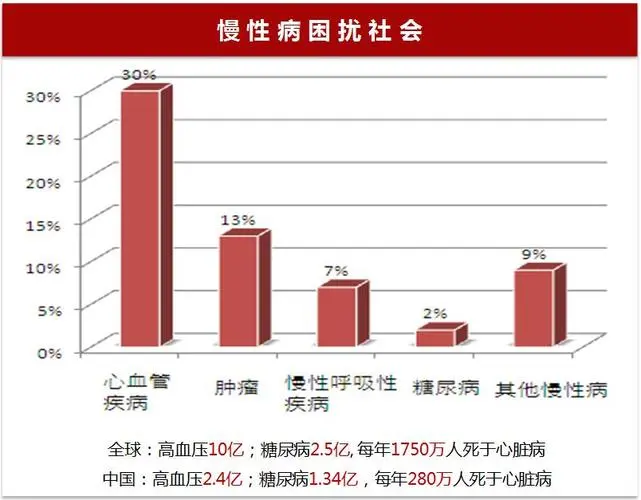 慢性病困扰社会
30%
30%
25%
20%
15%
10%
5%
0%
13%
7%
2%
9%
心血管
疾病
肿瘤
慢性呼吸性
疾病
糖尿病
其他慢性病
全球：高血压10亿；糖尿病2.5亿, 每年1750万人死于心脏病
中国：高血压2.4亿；糖尿病1.34亿，每年280万人死于心脏病